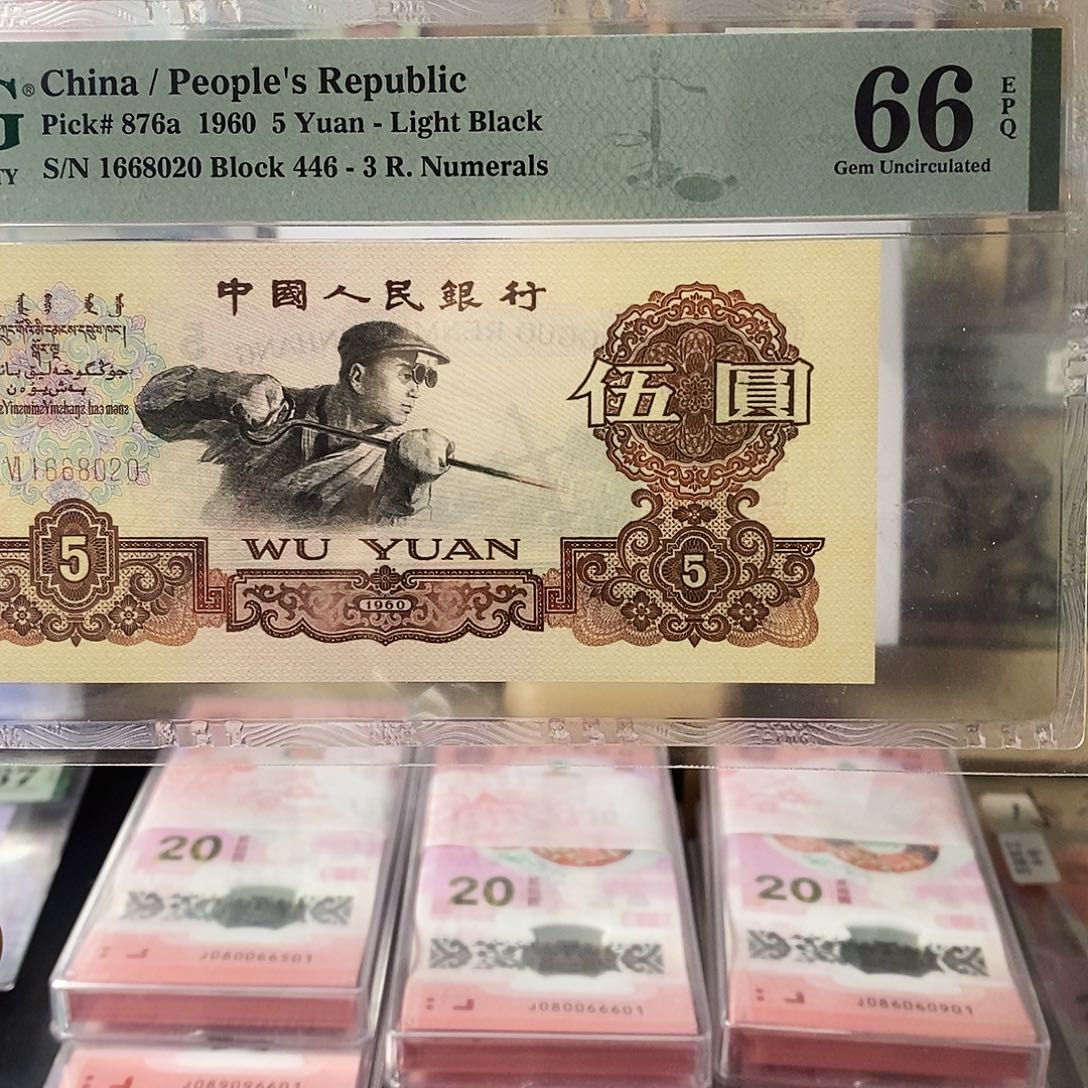 China / People's Republic
Pick# 876a 1960 5 Yuan - Light Black
S/N 1668020 Block 446 - 3 R. Numerals
66
EPQ
Gem Uncirculated
中國人民銀行
伍圓
1668020
5
WU YUAN
5
1960
20
20
20
J080066501
J080066601
J086060901
J089096601